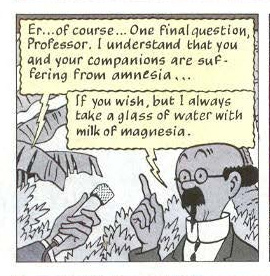 Er...of course... One final question,
Professor. I understand that you
and your companions are suf-
fering from amnesia...
If you wish, but I always
take a glass of water with
milk of magnesia.